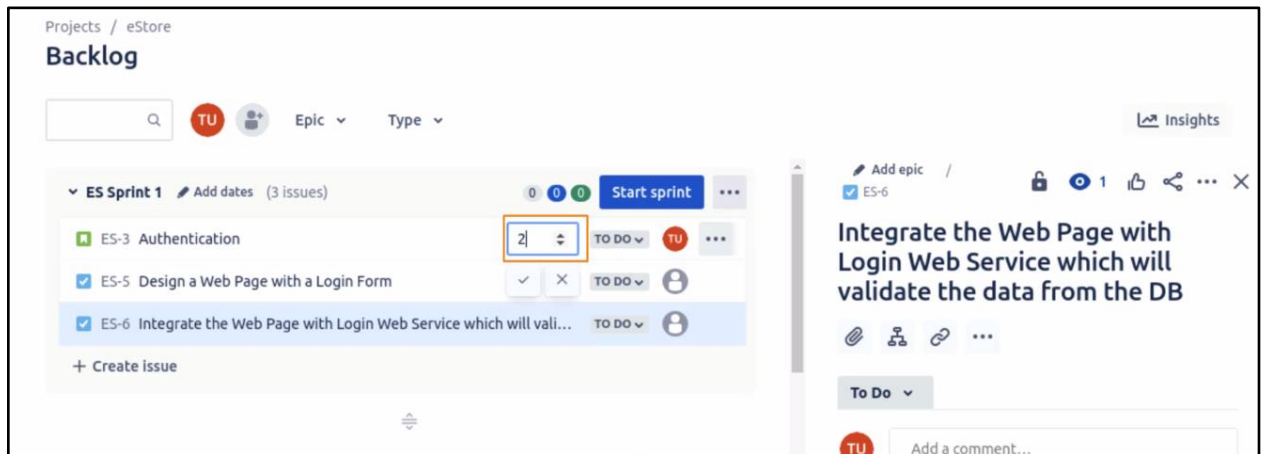 Projects / eStore
Backlog
TU
Epic
Type
Insights
ES Sprint 1
Add dates
(3 issues)
0 0 0
Start sprint
ES-3 Authentication
2
TO DO
TU
ES-5 Design a Web Page with a Login Form
TO DO
ES-6 Integrate the Web Page with Login Web Service which will vali...
TO DO
+ Create issue
Add epic /
ES-6
1
Integrate the Web Page with
Login Web Service which will
validate the data from the DB
To Do
TU
Add a comment...